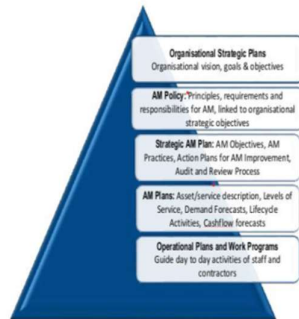 Organisational Strategic Plans
Organisational vision, goals & objectives
AM Policy: Principles, requirements and
responsibilities for AM, linked to organisational
strategic objectives
Strategic AM Plan: AM Objectives, AM
Practices, Action Plans for AM Improvement,
Audit and Review Process
AM Plans: Asset/service description, Levels of
Service, Demand Forecasts, Lifecycle
Activities, Cashflow forecasts
Operational Plans and Work Programs
Guide day to day activities of staff and
contractors